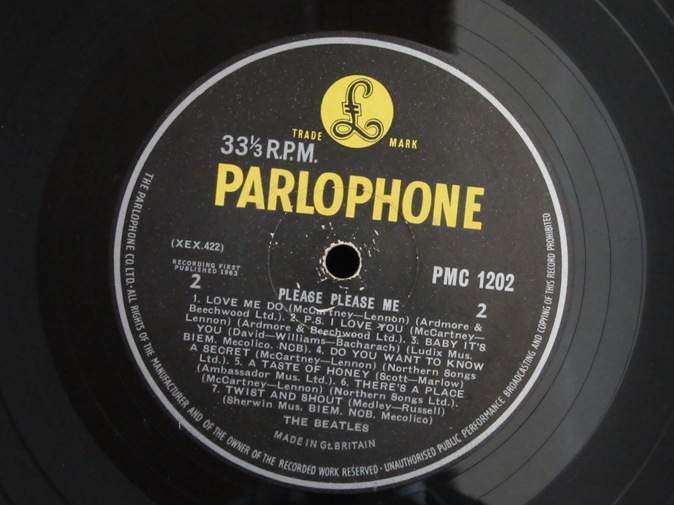 £
TRADE MARK
33⅓ R.P.M.
PARLOPHONE
(XEX.422)
RECORDING FIRST
PUBLISHED 1963
PMC 1202
2
2
PLEASE PLEASE ME
1. LOVE ME DO (McCartney—Lennon) (Ardmore &
Beechwood Ltd.). 2. P.S. I LOVE YOU (McCartney—
Lennon) (Ardmore & Beechwood Ltd.) 3. BABY IT'S
YOU (David—Williams—Bacharach) (Ludix Mus.
BIEM. Mecolico. NCB). 4. DO YOU WANT TO KNOW
A SECRET (McCartney—Lennon) (Northern Songs
Ltd.). 5. A TASTE OF HONEY (Scott—Marlow)
(Ambassador Mus. Ltd.). 6. THERE'S A PLACE
(McCartney—Lennon) (Northern Songs Ltd.).
7. TWIST AND SHOUT (Medley—Russell)
(Sherwin Mus. BIEM. NCB. Mecolico)
THE BEATLES
MADE IN GT. BRITAIN
THE PARLOPHONE CO. LTD. · ALL RIGHTS OF THE MANUFACTURER AND OF THE OWNER OF THE RECORDED WORK RESERVED · UNAUTHORISED PUBLIC PERFORMANCE BROADCASTING AND COPYING OF THIS RECORD PROHIBITED